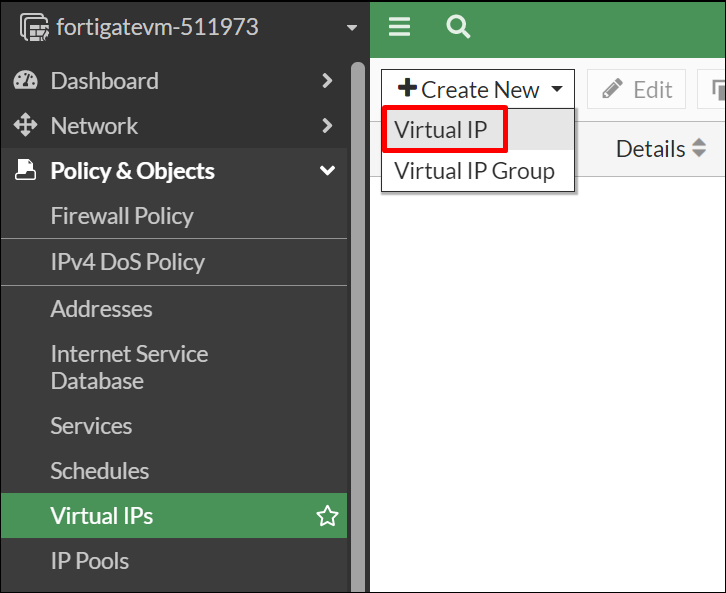 fortigatevm-511973
Dashboard
Network
Policy & Objects
Firewall Policy
IPv4 DoS Policy
Addresses
Internet Service
Database
Services
Schedules
Virtual IPs
IP Pools
Create New
Edit
Virtual IP
Virtual IP Group
Details